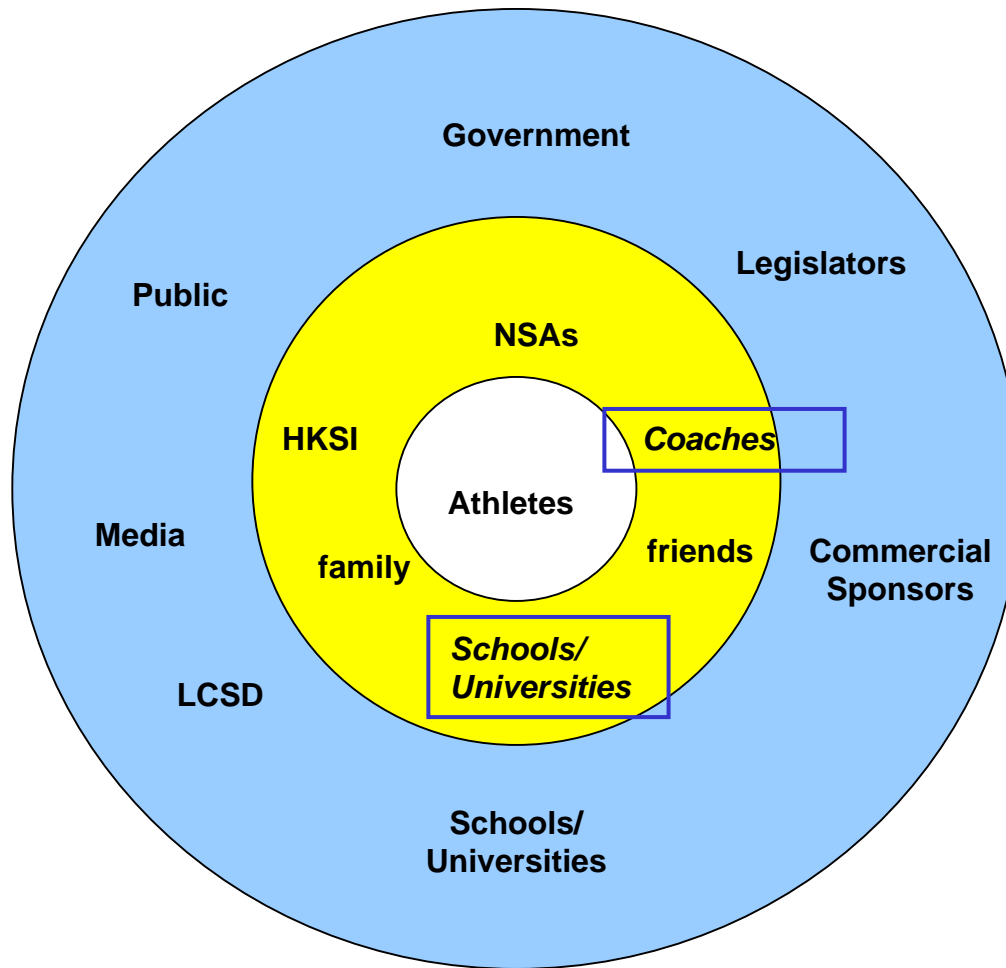 Government
Legislators
Public
NSAs
HKSI
Coaches
Athletes
Media
family
friends
Commercial
Sponsors
Schools/
Universities
LCSD
Schools/
Universities